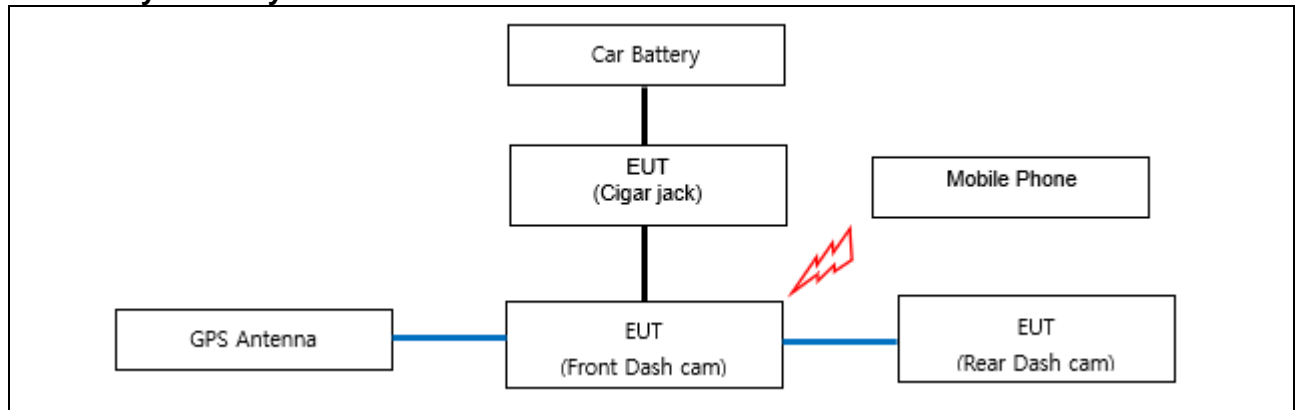 Car Battery
EUT
(Cigar jack)
Mobile Phone
GPS Antenna
EUT
(Front Dash cam)
EUT
(Rear Dash cam)